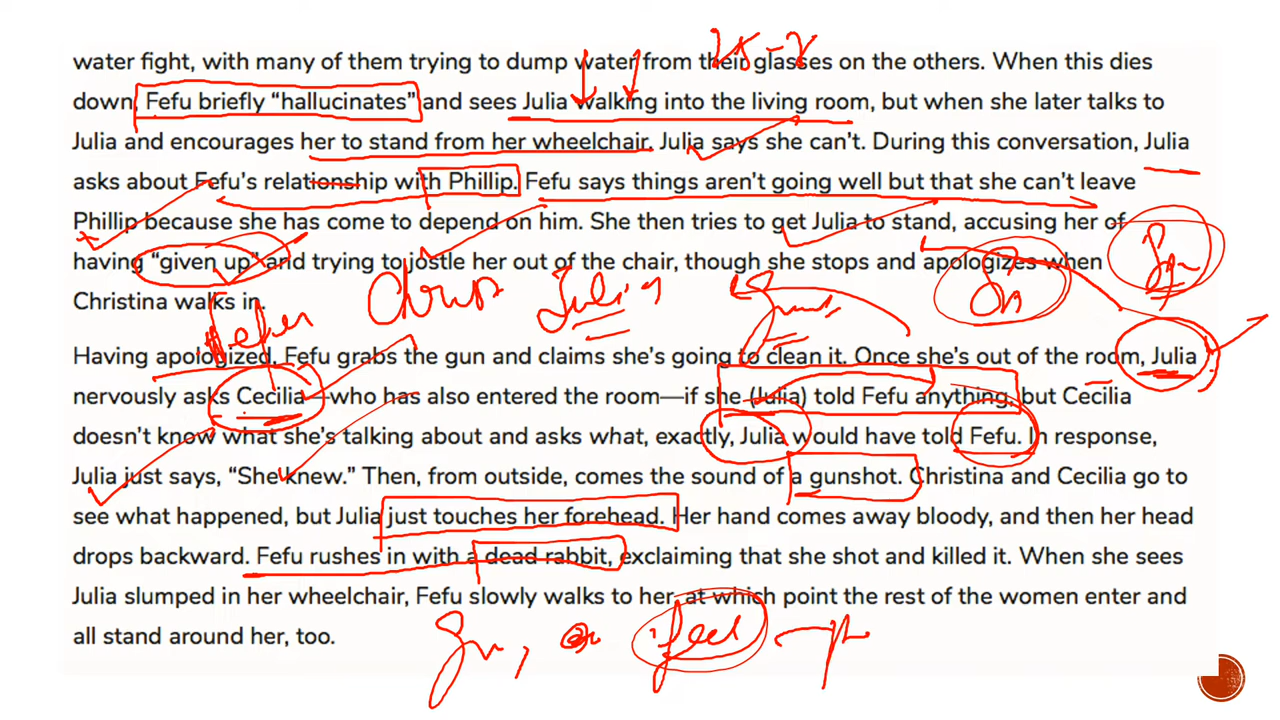 water fight, with many of them trying to dump water from their glasses on the others. When this dies
down, Fefu briefly “hallucinates” and sees Julia walking into the living room, but when she later talks to
Julia and encourages her to stand from her wheelchair. Julia says she can’t. During this conversation, Julia
asks about Fefu’s relationship with Phillip. Fefu says things aren’t going well but that she can’t leave
Phillip because she has come to depend on him. She then tries to get Julia to stand, accusing her of
having “given up” and trying to jostle her out of the chair, though she stops and apologizes when
Christina walks in.
Julia
Having apologized, Fefu grabs the gun and claims she’s going to clean it. Once she’s out of the room, Julia
nervously asks Cecilia—who has also entered the room—if she (Julia) told Fefu anything, but Cecilia
doesn’t know what she’s talking about and asks what, exactly, Julia would have told Fefu. In response,
Julia just says, “She knew.” Then, from outside, comes the sound of a gunshot. Christina and Cecilia go to
see what happened, but Julia just touches her forehead. Her hand comes away bloody, and then her head
drops backward. Fefu rushes in with a dead rabbit, exclaiming that she shot and killed it. When she sees
Julia slumped in her wheelchair, Fefu slowly walks to her, at which point the rest of the women enter and
all stand around her, too.